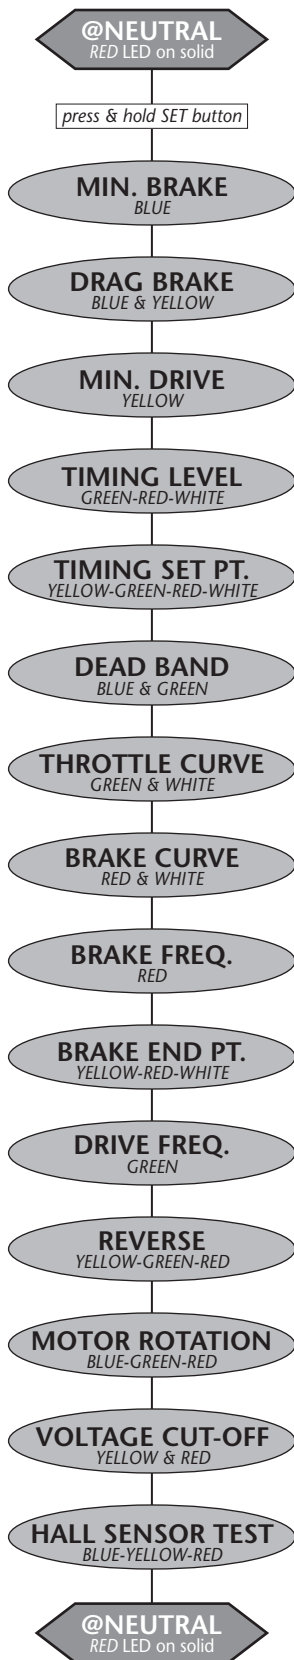 @NEUTRAL
RED LED on solid
press & hold SET button
MIN. BRAKE
BLUE
DRAG BRAKE
BLUE & YELLOW
MIN. DRIVE
YELLOW
TIMING LEVEL
GREEN-RED-WHITE
TIMING SET PT.
YELLOW-GREEN-RED-WHITE
DEAD BAND
BLUE & GREEN
THROTTLE CURVE
GREEN & WHITE
BRAKE CURVE
RED & WHITE
BRAKE FREQ.
RED
BRAKE END PT.
YELLOW-RED-WHITE
DRIVE FREQ.
GREEN
REVERSE
YELLOW-GREEN-RED
MOTOR ROTATION
BLUE-GREEN-RED
VOLTAGE CUT-OFF
YELLOW & RED
HALL SENSOR TEST
BLUE-YELLOW-RED
@NEUTRAL
RED LED on solid